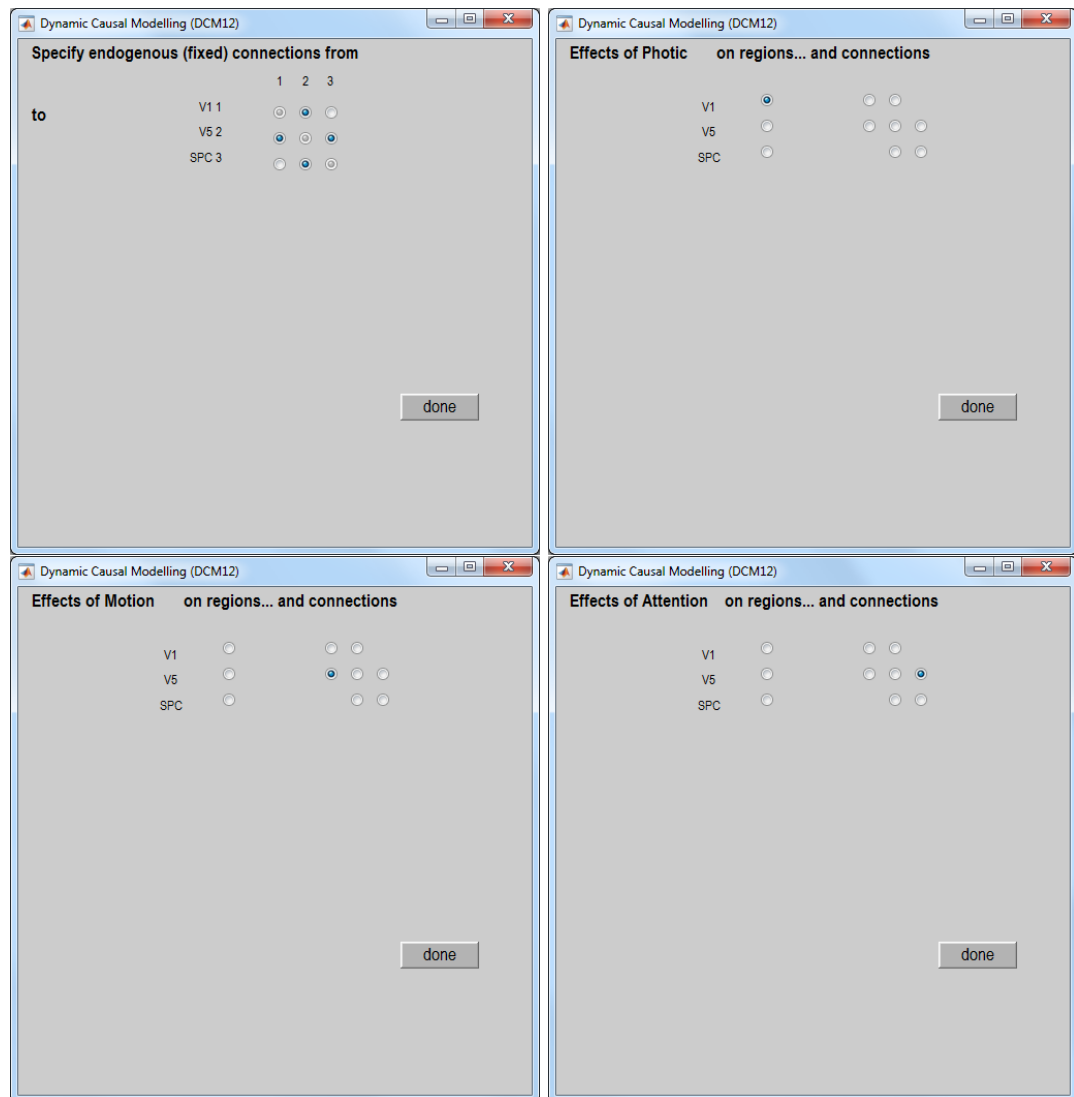 Dynamic Causal Modelling (DCM12)
Specify endogenous (fixed) connections from
1 2 3
to
V1 1
V5 2
SPC 3
done
Dynamic Causal Modelling (DCM12)
Effects of Photic on regions... and connections
V1
V5
SPC
done
Dynamic Causal Modelling (DCM12)
Effects of Motion on regions... and connections
V1
V5
SPC
done
Dynamic Causal Modelling (DCM12)
Effects of Attention on regions... and connections
V1
V5
SPC
done